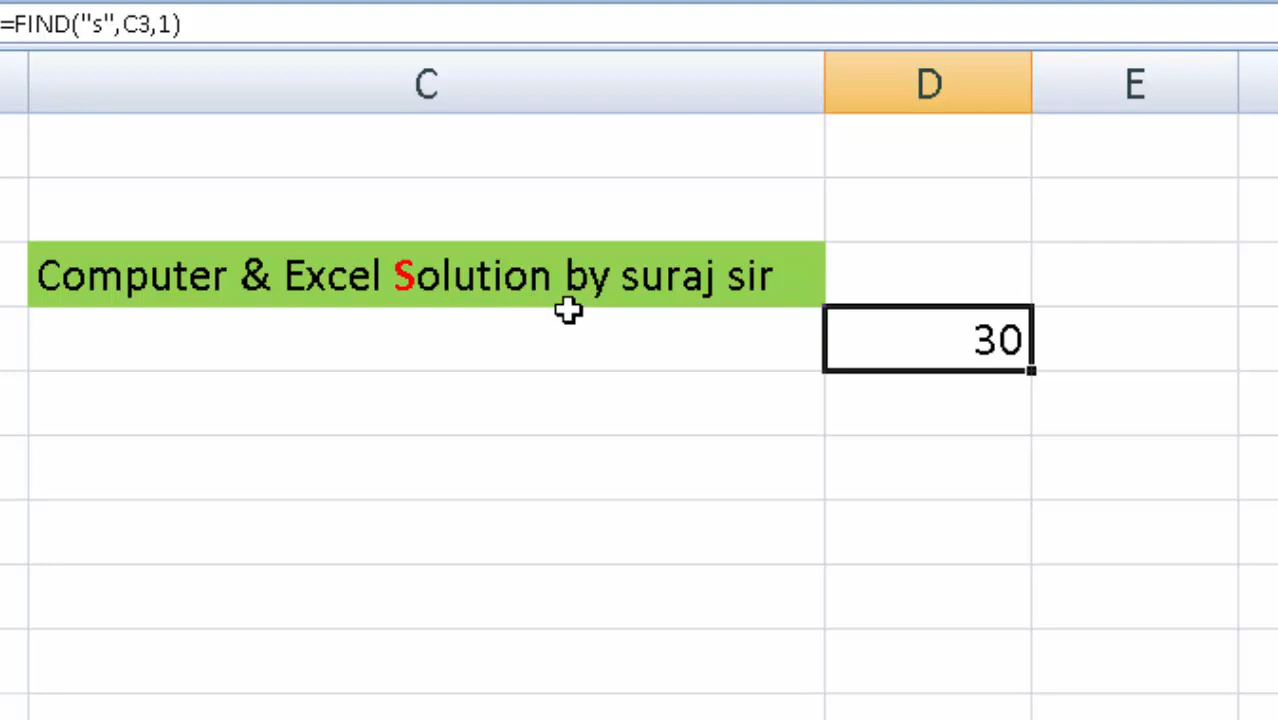 =FIND("s",C3,1)
C D E
Computer & Excel Solution by suraj sir
30